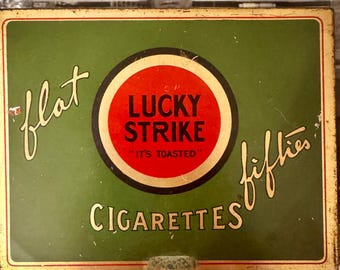 flat
LUCKY
STRIKE
"IT'S TOASTED"
CIGARETTES
fifties